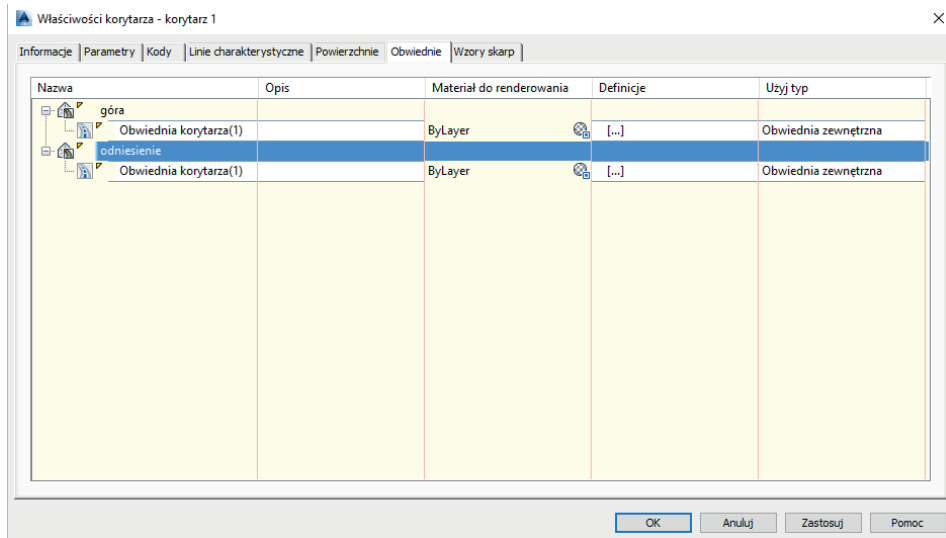 Właściwości korytarza - korytarz 1
Informacje Parametry Kody Linie charakterystyczne Powierzchnie Obwiednie Wzory skarp
Nazwa Opis Materiał do renderowania Definicje Użyj typ
góra
Obwiednia korytarza(1) ByLayer [...] Obwiednia zewnętrzna
odniesienie
Obwiednia korytarza(1) ByLayer [...] Obwiednia zewnętrzna
OK Anuluj Zastosuj Pomoc